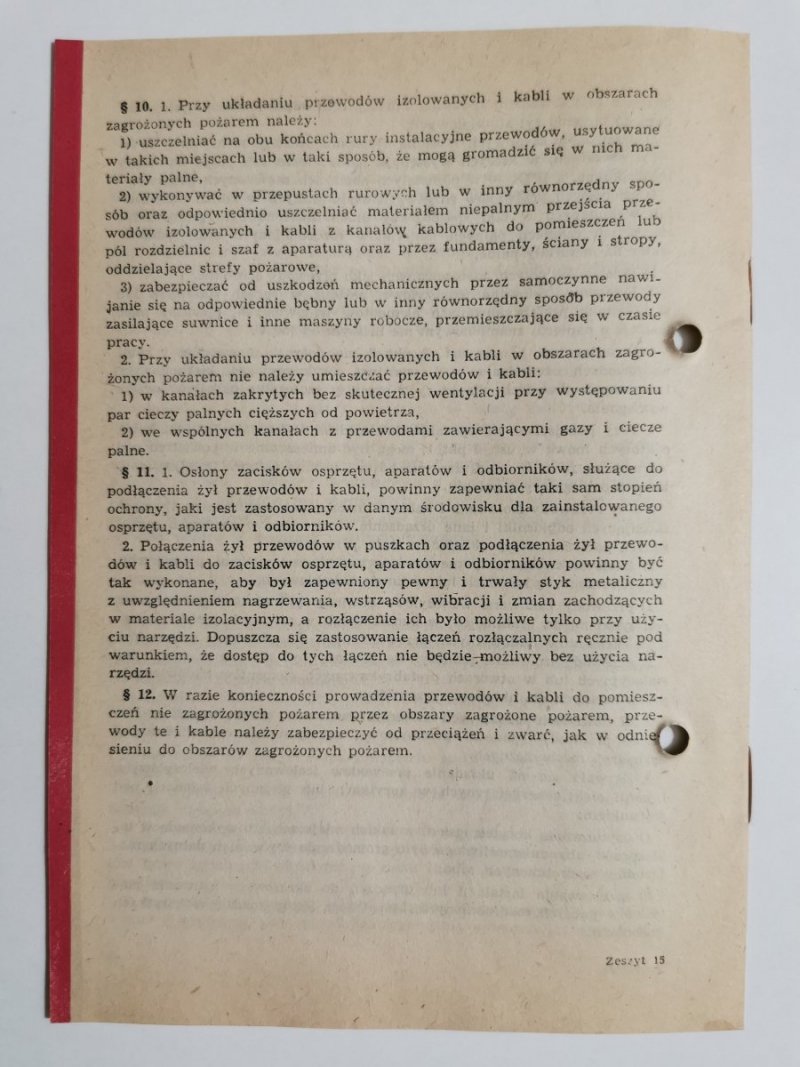 § 10. 1. Przy układaniu przewodów izolowanych i kabli w obszarach
zagrożonych pożarem należy:
1) uszczelniać na obu końcach rury instalacyjne przewodów, usytuowane
w takich miejscach lub w taki sposób, że mogą gromadzić się w nich ma-
teriały palne,
2) wykonywać w przepustach rurowych lub w inny równorzędny spo-
sób oraz odpowiednio uszczelniać materiałem niepalnym przejścia prze-
wodów izolowanych i kabli z kanałów kablowych do pomieszczeń lub
pól rozdzielnic i szaf z aparaturą oraz przez fundamenty, ściany i stropy,
oddzielające strefy pożarowe,
3) zabezpieczać od uszkodzeń mechanicznych przez samoczynne nawi-
janie się na odpowiednie bębny lub w inny równorzędny sposób przewody
zasilające suwnice i inne maszyny robocze, przemieszczające się w czasie
pracy.
2. Przy układaniu przewodów izolowanych i kabli w obszarach zagro-
żonych pożarem nie należy umieszczać przewodów i kabli:
1) w kanałach zakrytych bez skutecznej wentylacji przy występowaniu
par cieczy palnych cięższych od powietrza,
2) we wspólnych kanałach z przewodami zawierającymi gazy i ciecze
palne.
§ 11. 1. Osłony zacisków osprzętu, aparatów i odbiorników, służące do
podłączenia żył przewodów i kabli, powinny zapewniać taki sam stopień
ochrony, jaki jest zastosowany w danym środowisku dla zainstalowanego
osprzętu, aparatów i odbiorników.
2. Połączenia żył przewodów w puszkach oraz podłączenia żył przewo-
dów i kabli do zacisków osprzętu, aparatów i odbiorników powinny być
tak wykonane, aby był zapewniony pewny i trwały styk metaliczny
z uwzględnieniem nagrzewania, wstrząsów, wibracji i zmian zachodzących
w materiale izolacyjnym, a rozłączenie ich było możliwe tylko przy uży-
ciu narzędzi. Dopuszcza się zastosowanie łączeń rozłączalnych ręcznie pod
warunkiem, że dostęp do tych łączeń nie będzie możliwy bez użycia na-
rzędzi.
§ 12. W razie konieczności prowadzenia przewodów i kabli do pomiesz-
czeń nie zagrożonych pożarem przez obszary zagrożone pożarem, prze-
wody te i kable należy zabezpieczyć od przeciążeń i zwarć, jak w odnie-
sieniu do obszarów zagrożonych pożarem.
Zeszyt 15